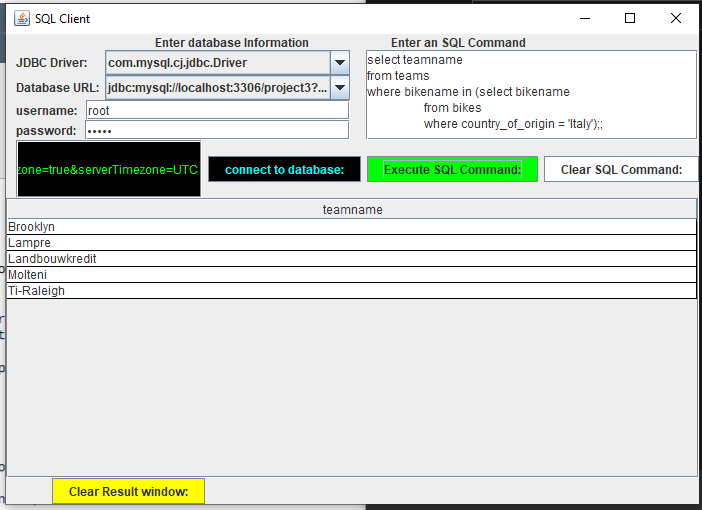 SQL Client
Enter database Information
Enter an SQL Command
JDBC Driver:
com.mysql.cj.jdbc.Driver
Database URL:
jdbc:mysql://localhost:3306/project3?...
username:
root
password:
•••••
select teamname
from teams
where bikename in (select bikename
from bikes
where country_of_origin = 'Italy');;
zone=true&serverTimezone=UTC
connect to database:
Execute SQL Command:
Clear SQL Command:
teamname
Brooklyn
Lampre
Landbouwkredit
Molteni
Ti-Raleigh
Clear Result window: